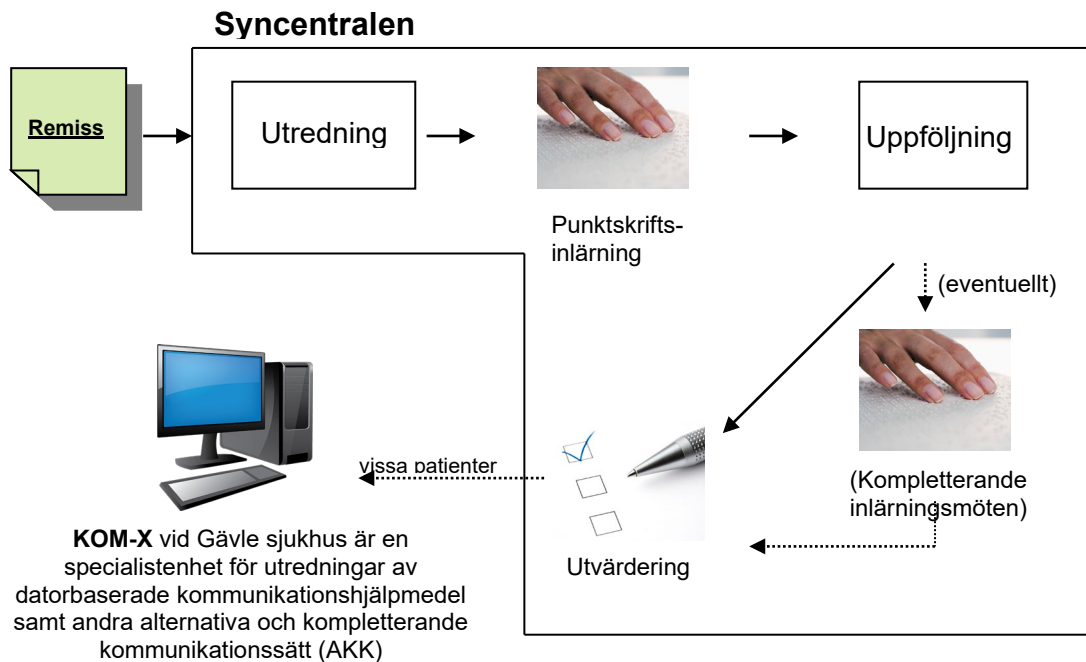 Syncentralen
Remiss
Utredning
Uppföljning
Punktskrifts-
inlärning
(eventuellt)
vissa patienter
(Kompletterande
inlärningsmöten)
Utvärdering
KOM-X vid Gävle sjukhus är en
specialistenhet för utredningar av
datorbaserade kommunikationshjälpmedel
samt andra alternativa och kompletterande
kommunikationssätt (AKK)